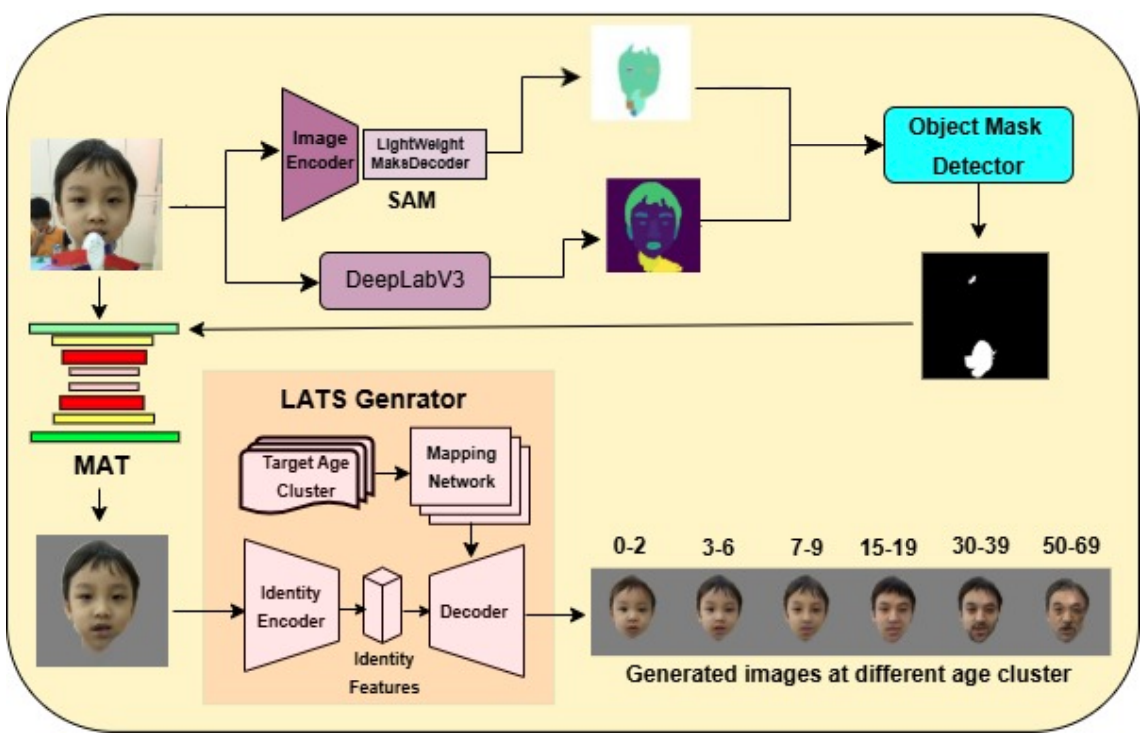 Image
Encoder
LightWeight
MaksDecoder
SAM
Object Mask
Detector
DeepLabV3
MAT
LATS Genrator
Target Age
Cluster
Mapping
Network
Identity
Encoder
Identity
Features
Decoder
0-2 3-6 7-9 15-19 30-39 50-69
Generated images at different age cluster